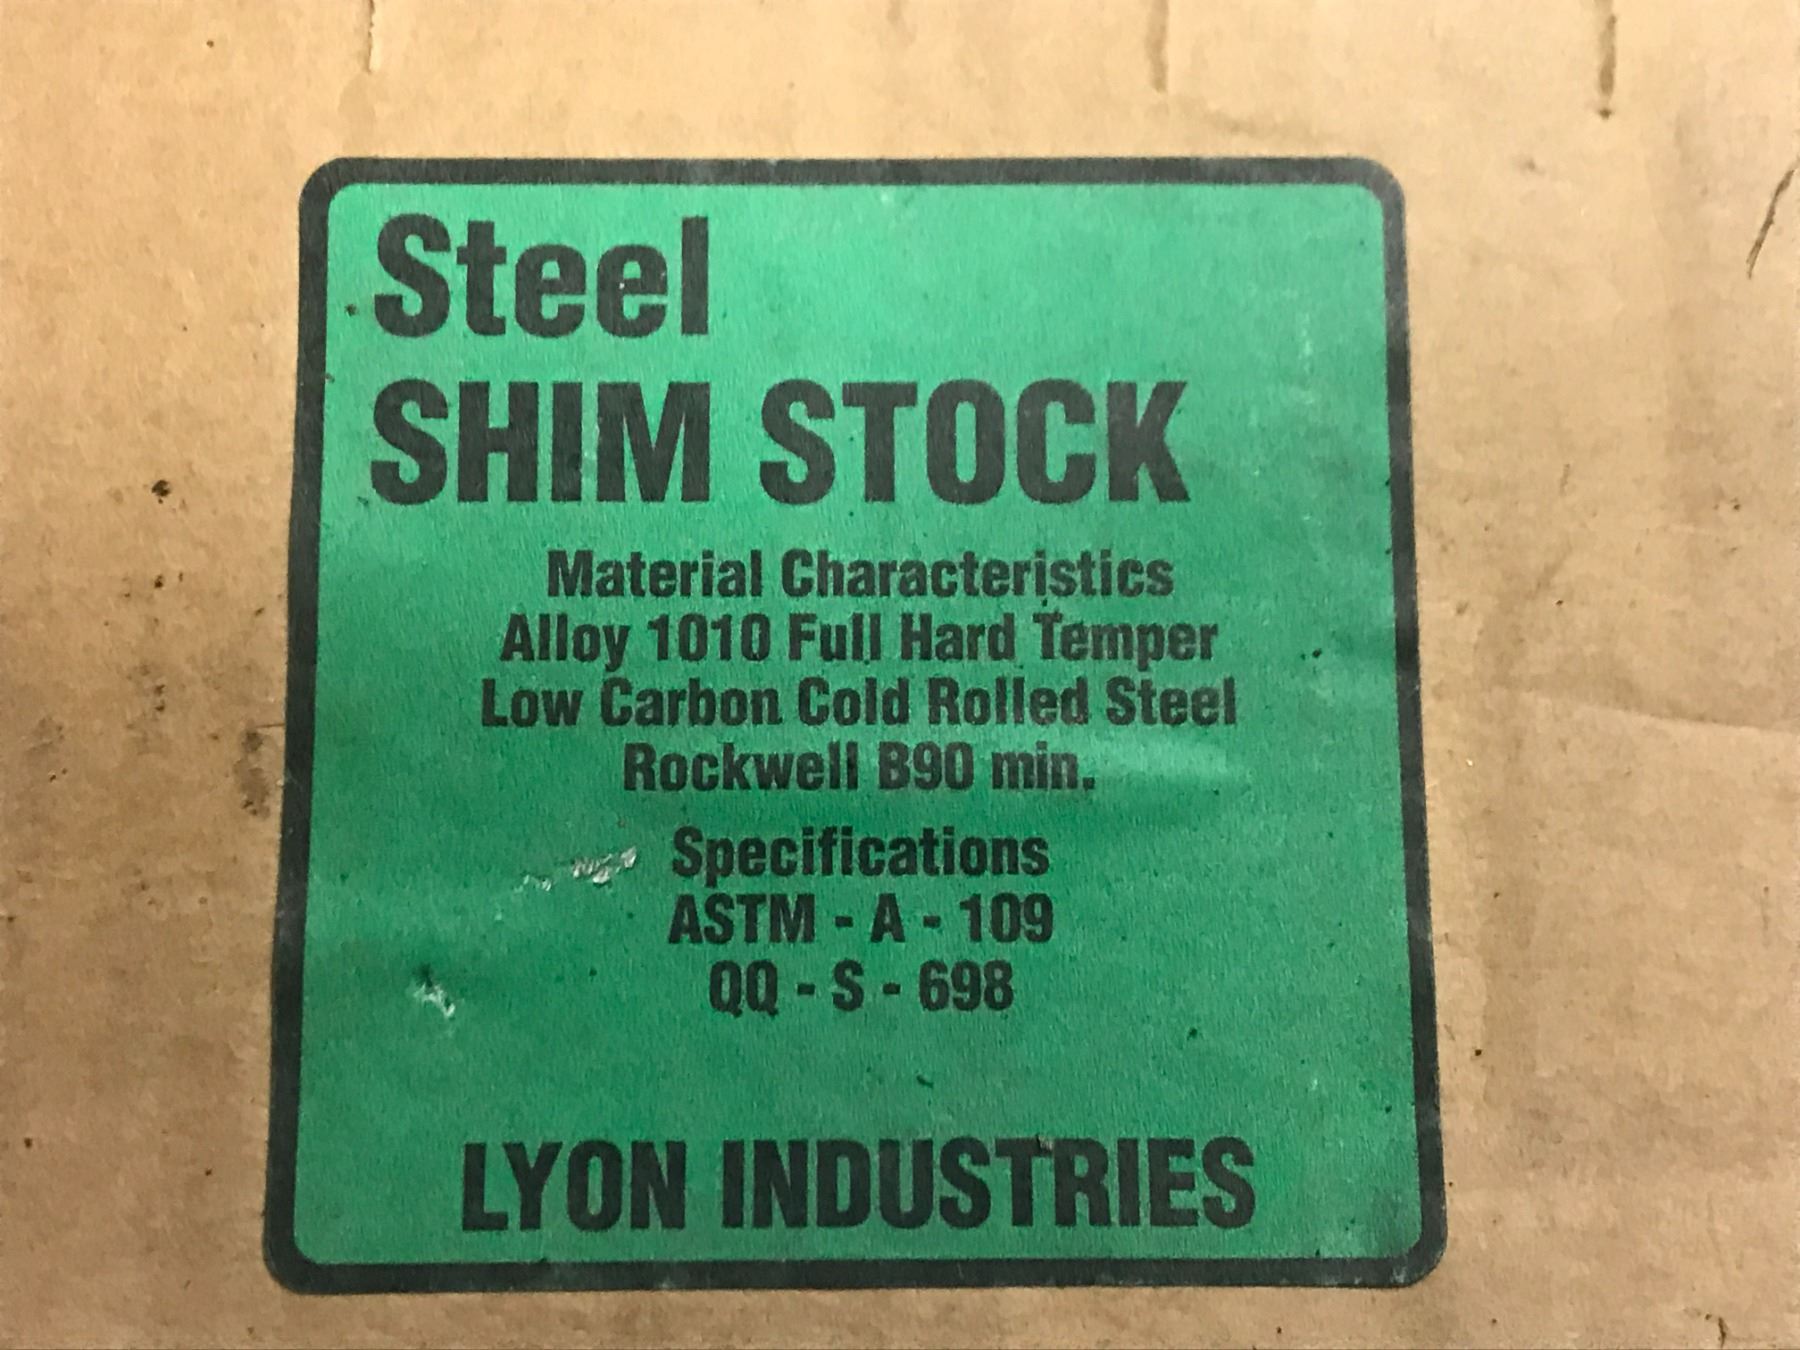 Steel
SHIM STOCK
Material Characteristics
Alloy 1010 Full Hard Temper
Low Carbon Cold Rolled Steel
Rockwell B90 min.
Specifications
ASTM - A - 109
QQ - S - 698
LYON INDUSTRIES